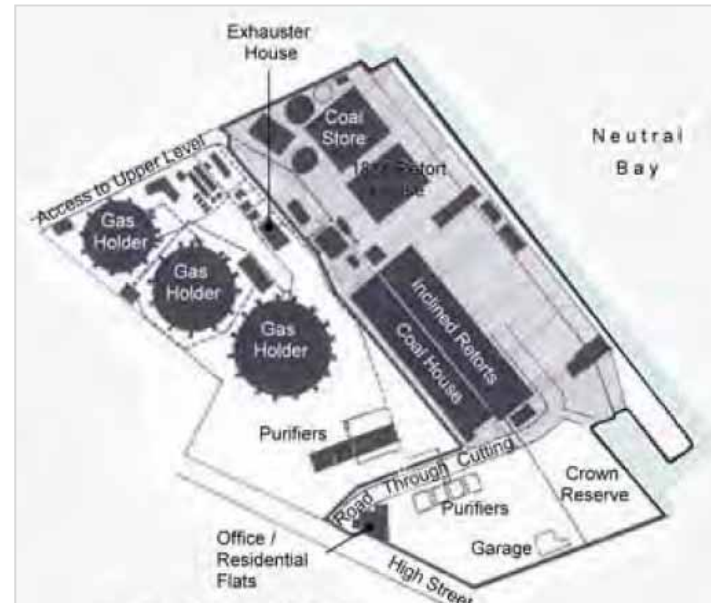 Exhauster
House
Coal
Store
Neutral
Bay
Retort
Access to Upper Level
Gas
Holder
Gas
Holder
Gas
Holder
Inclined Retorts
Coal House
Purifiers
Road Through Cutting
Purifiers
Crown
Reserve
Garage
Office /
Residential
Flats
High Street